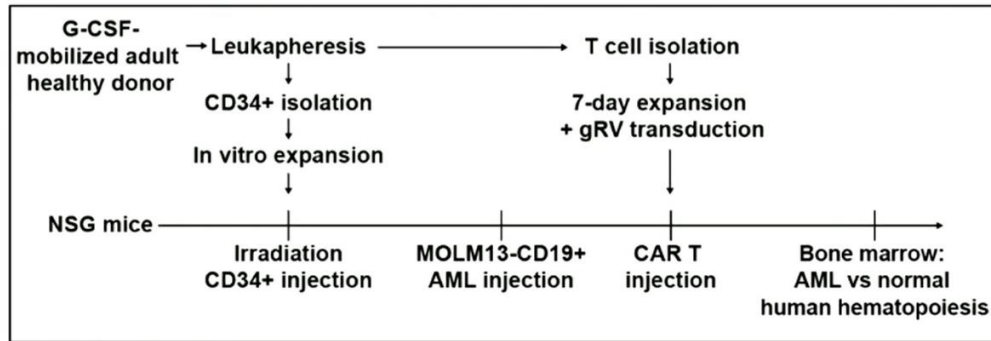 G-CSF-
mobilized adult
healthy donor
Leukapheresis
T cell isolation
CD34+ isolation
7-day expansion
+ gRV transduction
In vitro expansion
NSG mice
Irradiation
CD34+ injection
MOLM13-CD19+
AML injection
CAR T
injection
Bone marrow:
AML vs normal
human hematopoiesis